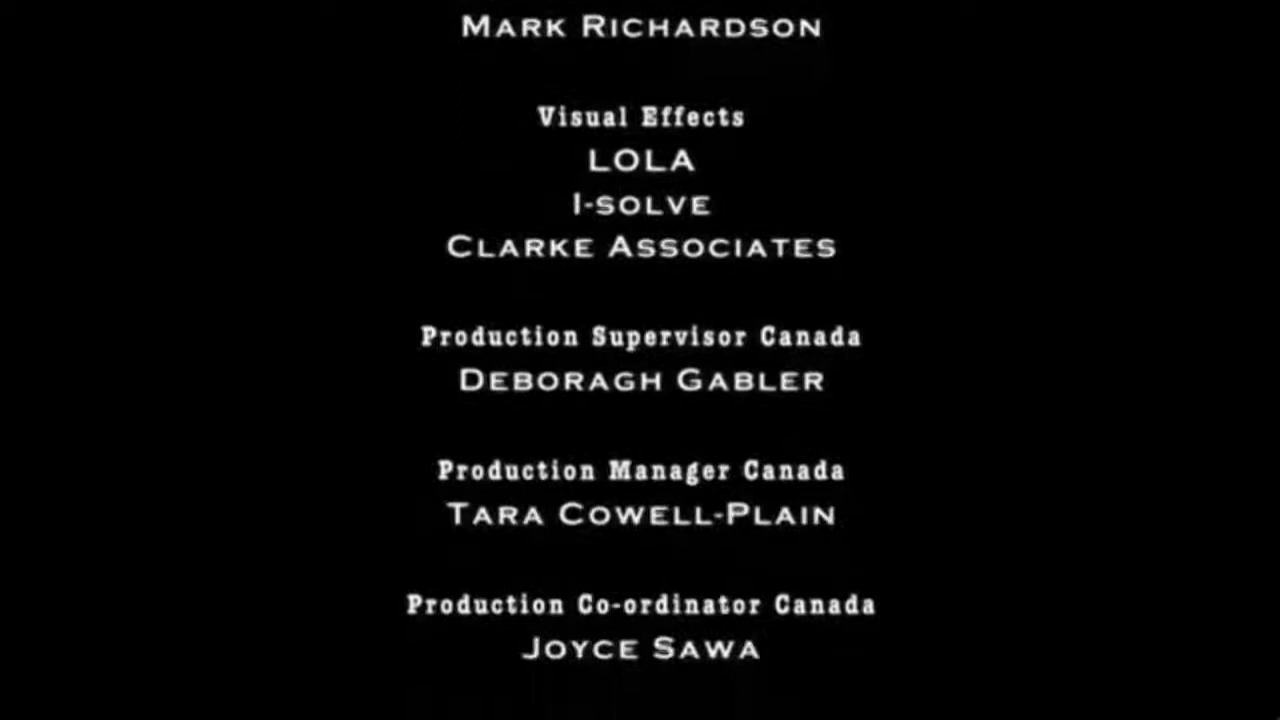 Mark Richardson
Visual Effects
LOLA
I-solve
Clarke Associates
Production Supervisor Canada
Deboragh Gabler
Production Manager Canada
Tara Cowell-Plain
Production Co-ordinator Canada
Joyce Sawa